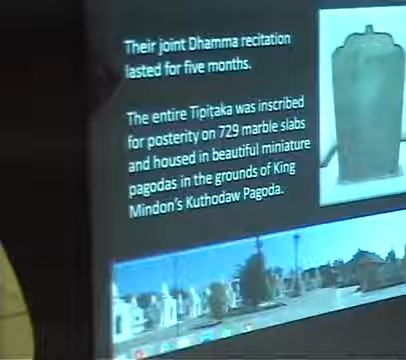 Their joint Dhamma recitation
lasted for five months.
The entire Tipiṭaka was inscribed
for posterity on 729 marble slabs
and housed in beautiful miniature
pagodas in the grounds of King
Mindon's Kuthodaw Pagoda.